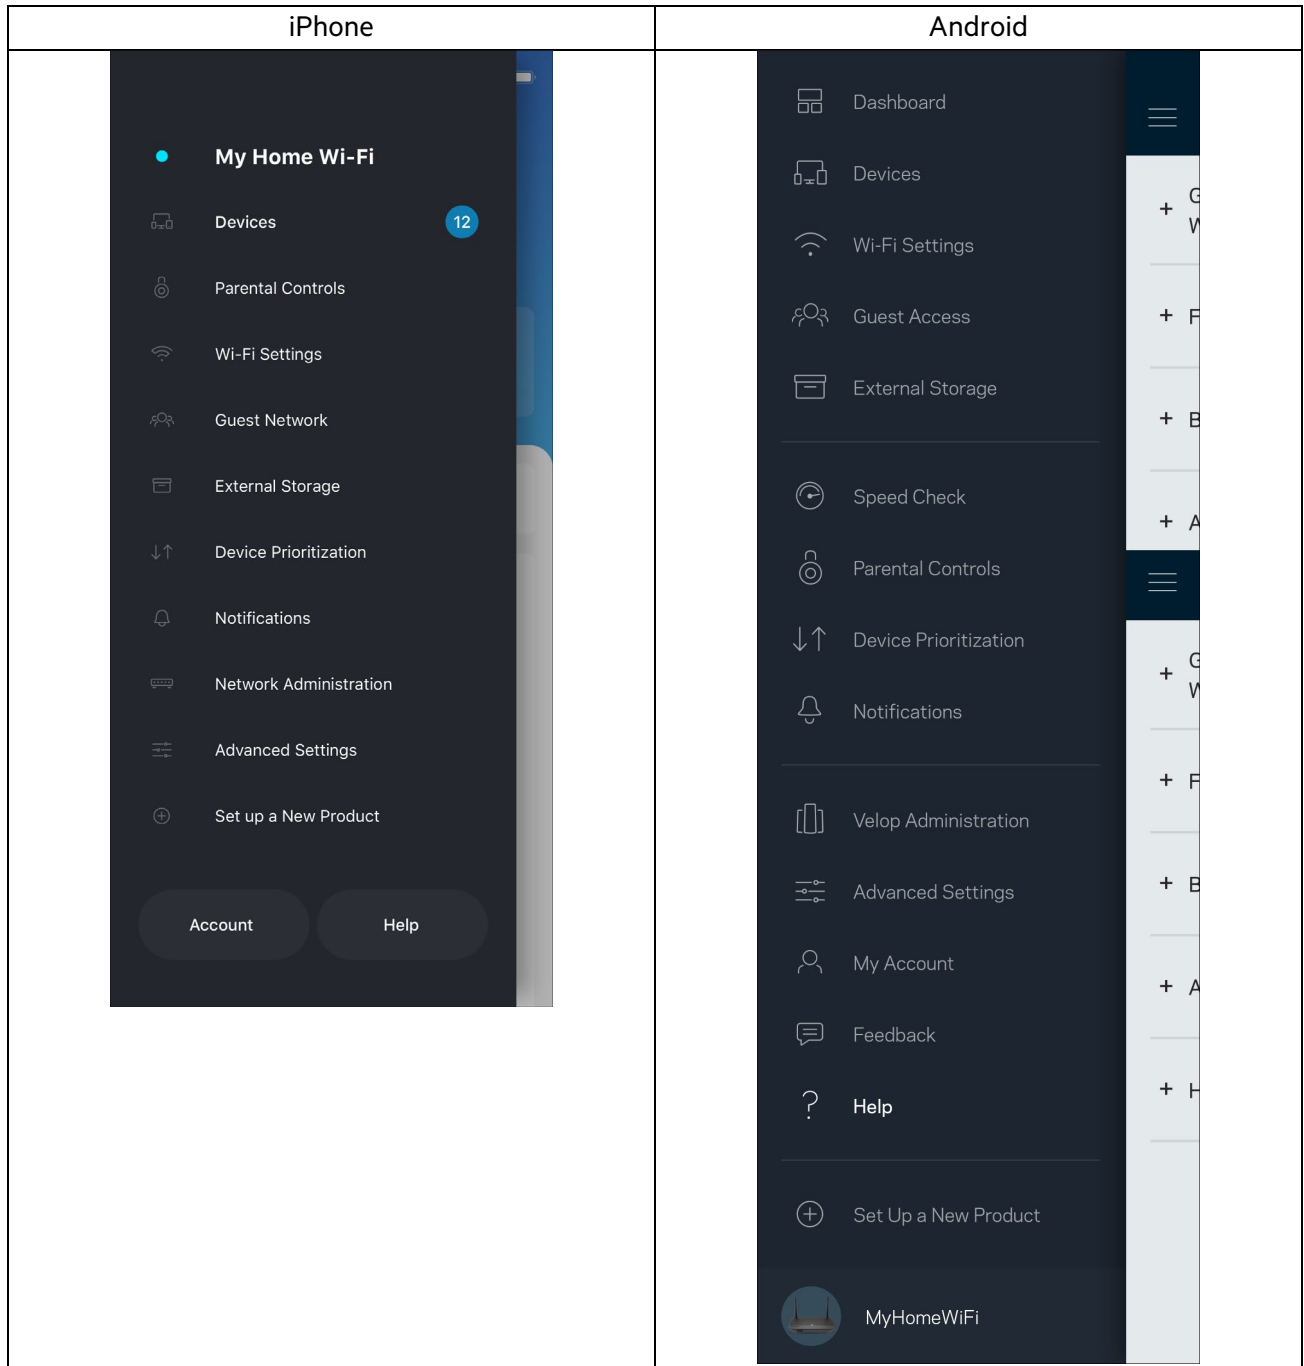 iPhone
Android
My Home Wi-Fi
Devices 12
Parental Controls
Wi-Fi Settings
Guest Network
External Storage
Device Prioritization
Notifications
Network Administration
Advanced Settings
Set up a New Product
Account
Help
Dashboard
Devices
Wi-Fi Settings
Guest Access
External Storage
Speed Check
Parental Controls
Device Prioritization
Notifications
Velop Administration
Advanced Settings
My Account
Feedback
Help
Set Up a New Product
MyHomeWiFi